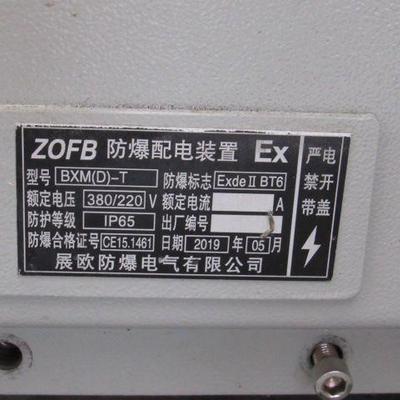 ZOFB 防爆配电装置 Ex
型号 BXM(D)-T 防爆标志 ExdeⅡBT6
额定电压 380/220 V 额定电流 A
防护等级 IP65 出厂编号
防爆合格证号 CE15.1461 日期 2019 年 05 月
展欧防爆电气有限公司
严电
禁开
带盖